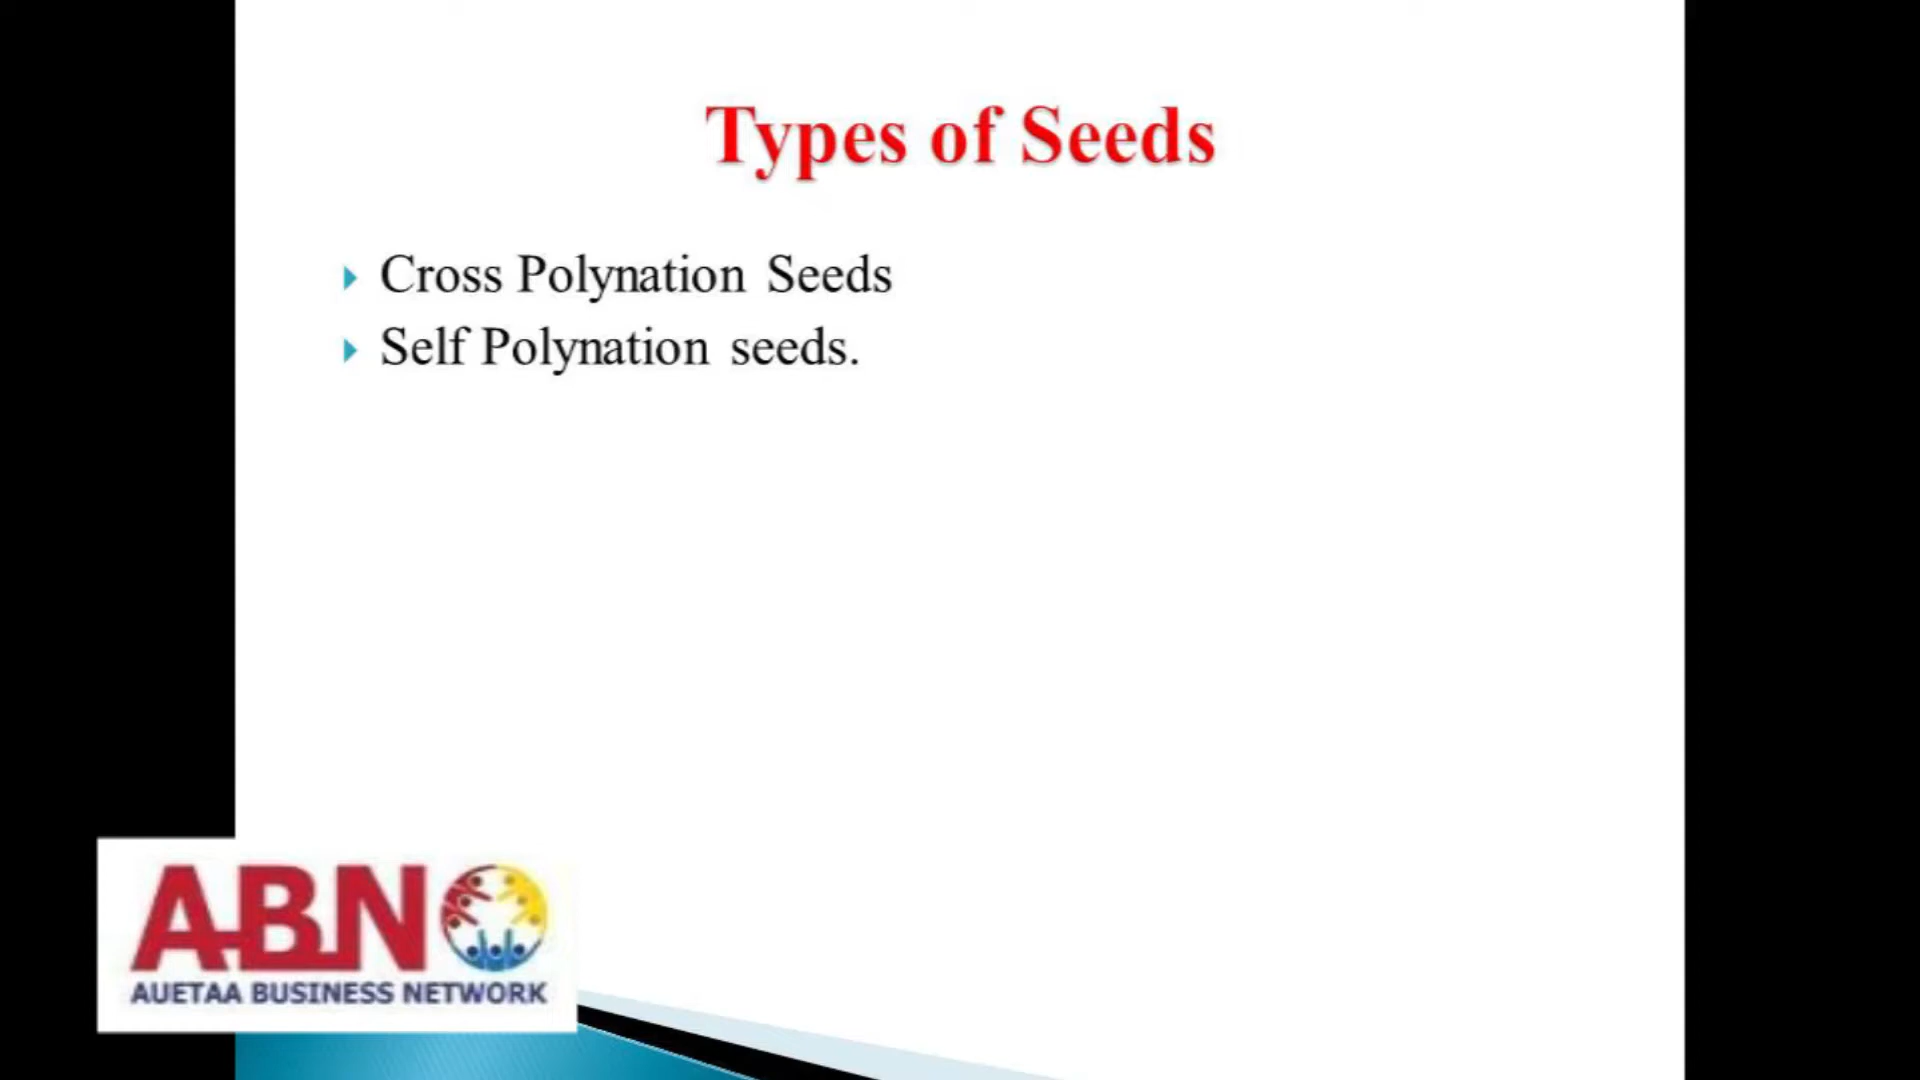 Types of Seeds
Cross Polynation Seeds
Self Polynation seeds.
ABN
AUETAA BUSINESS NETWORK